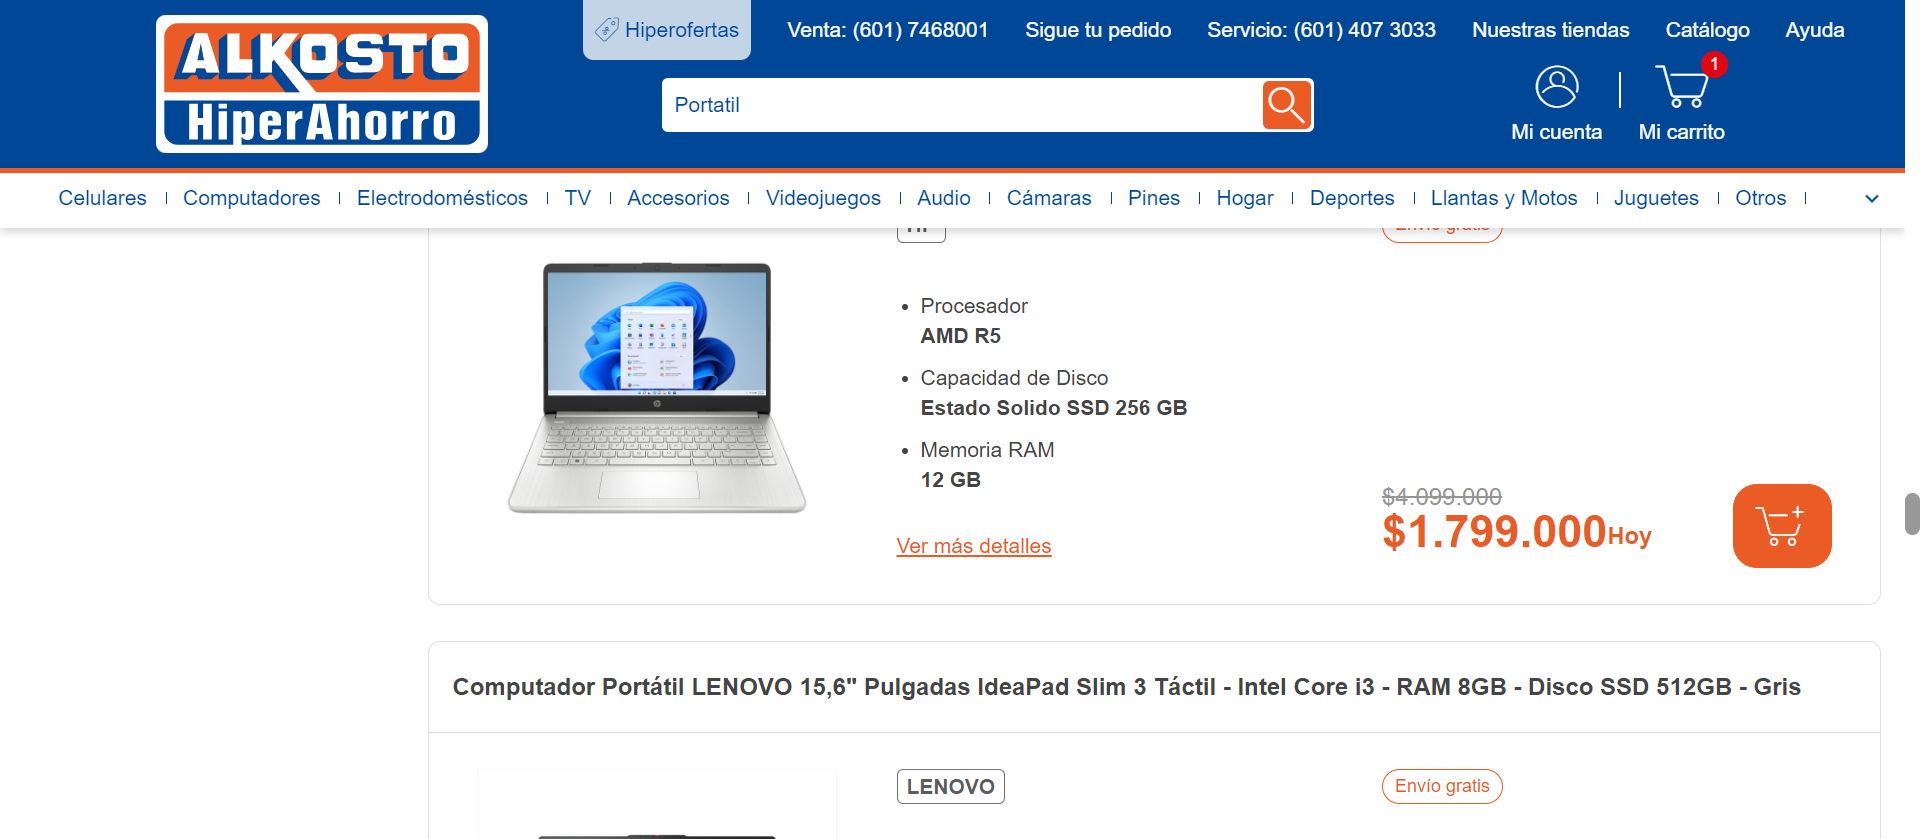 ALKOSTO
HiperAhorro
Hiperofertas
Venta: (601) 7468001
Sigue tu pedido
Servicio: (601) 407 3033
Nuestras tiendas
Catálogo
Ayuda
Portatil
1
Mi cuenta
Mi carrito
Celulares
Computadores
Electrodomésticos
TV
Accesorios
Videojuegos
Audio
Cámaras
Pines
Hogar
Deportes
Llantas y Motos
Juguetes
Otros
Envío gratis
Procesador
AMD R5
Capacidad de Disco
Estado Solido SSD 256 GB
Memoria RAM
12 GB
Ver más detalles
$4.099.000
$1.799.000 Hoy
Computador Portátil LENOVO 15,6" Pulgadas IdeaPad Slim 3 Táctil - Intel Core i3 - RAM 8GB - Disco SSD 512GB - Gris
LENOVO
Envío gratis